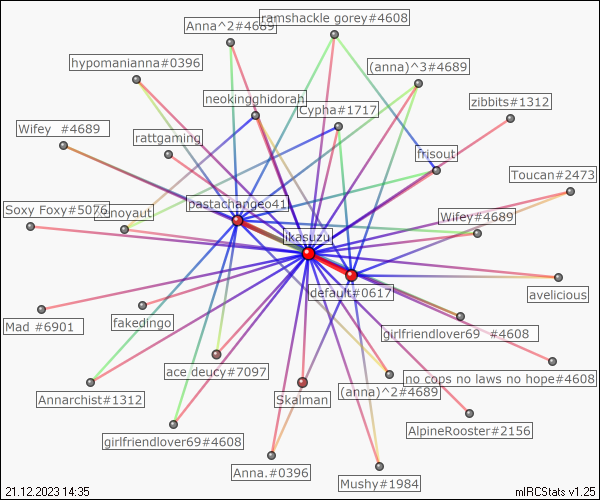 Anna^2#4689
ramshackle gorey#4608
hypomanianna#0396
(anna)^3#4689
neokingghidorah
zibbits#1312
Cypha#1717
Wifey  #4689
rattgaming
frisout
Toucan#2473
pastachangeo41
Soxy Foxy#5076
Wifey#4689
jkasuzu
default#0617
avelicious
Mad #6901
fakedingo
girlfriendlover69  #4608
ace deucy#7097
no cops no laws no hope#4608
Annarchist#1312
Skalman
(anna)^2#4689
AlpineRooster#2156
girlfriendlover69#4608
Anna.#0396
Mushy#1984
21.12.2023 14:35
mIRCStats v1.25